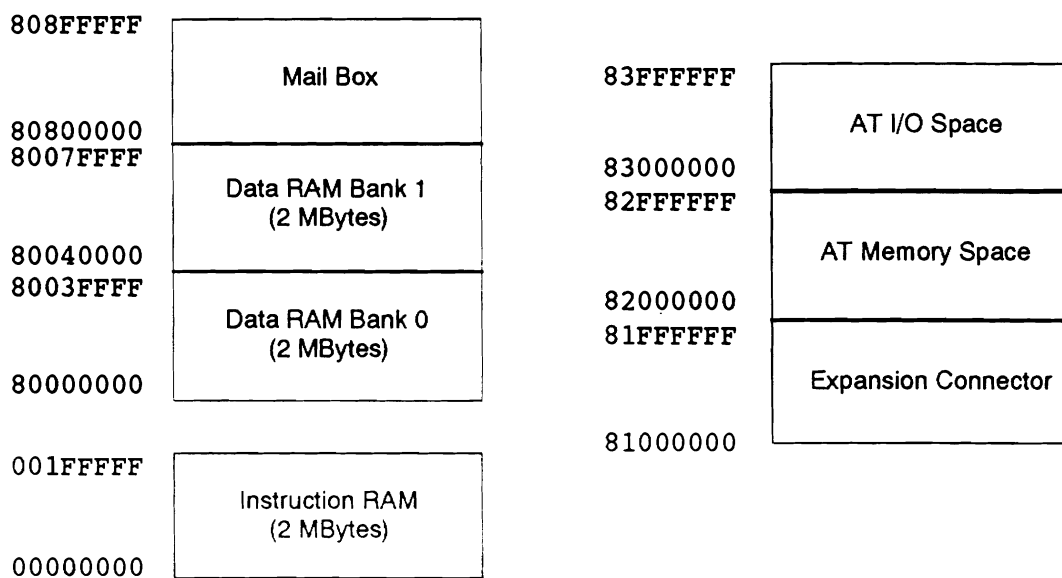 808FFFFF
Mail Box
80800000
8007FFFF
Data RAM Bank 1
(2 MBytes)
80040000
8003FFFF
Data RAM Bank 0
(2 MBytes)
80000000
001FFFFF
Instruction RAM
(2 MBytes)
00000000
83FFFFFF
AT I/O Space
83000000
82FFFFFF
AT Memory Space
82000000
81FFFFFF
Expansion Connector
81000000